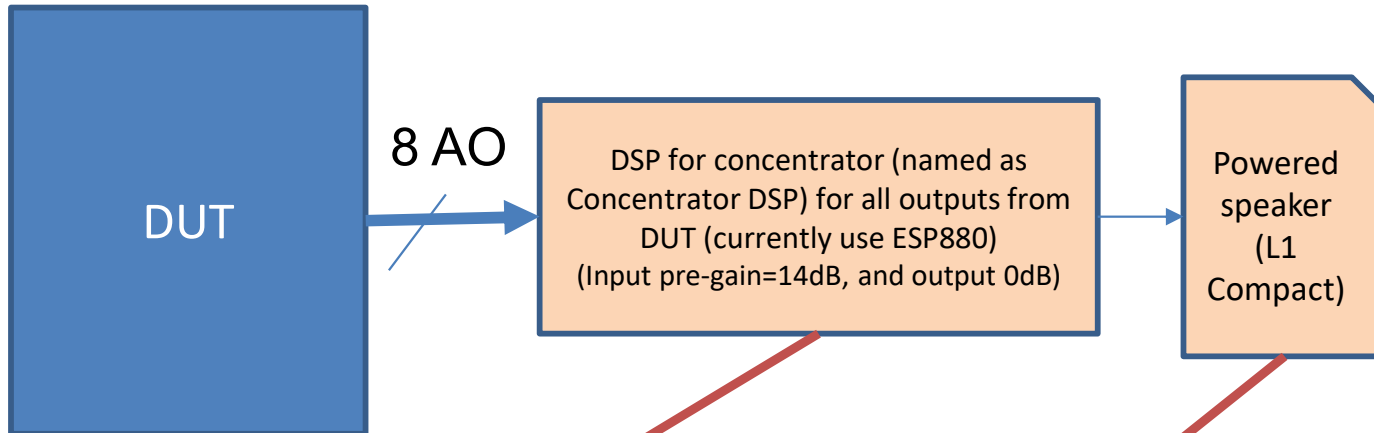 DUT
8 AO
DSP for concentrator (named as
Concentrator DSP) for all outputs from
DUT (currently use ESP880)
(Input pre-gain=14dB, and output 0dB)
Powered
speaker
(L1
Compact)